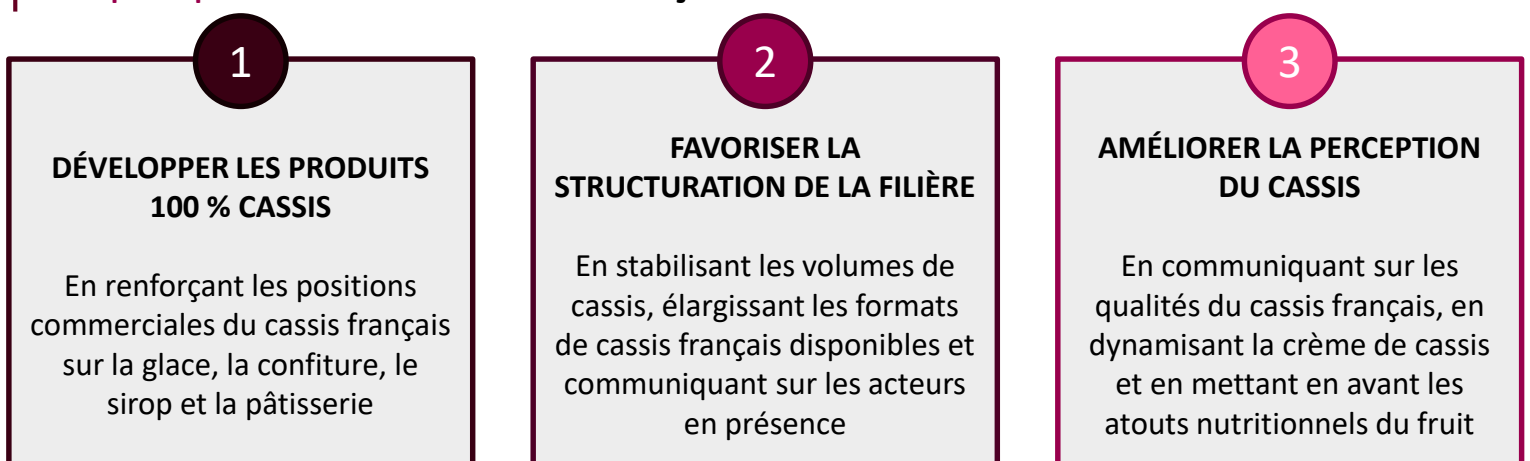 1
DÉVELOPPER LES PRODUITS
100 % CASSIS
En renforçant les positions
commerciales du cassis français
sur la glace, la confiture, le
sirop et la pâtisserie
2
FAVORISER LA
STRUCTURATION DE LA FILIÈRE
En stabilisant les volumes de
cassis, élargissant les formats
de cassis français disponibles et
communiquant sur les acteurs
en présence
3
AMÉLIORER LA PERCEPTION
DU CASSIS
En communiquant sur les
qualités du cassis français, en
dynamisant la crème de cassis
et en mettant en avant les
atouts nutritionnels du fruit